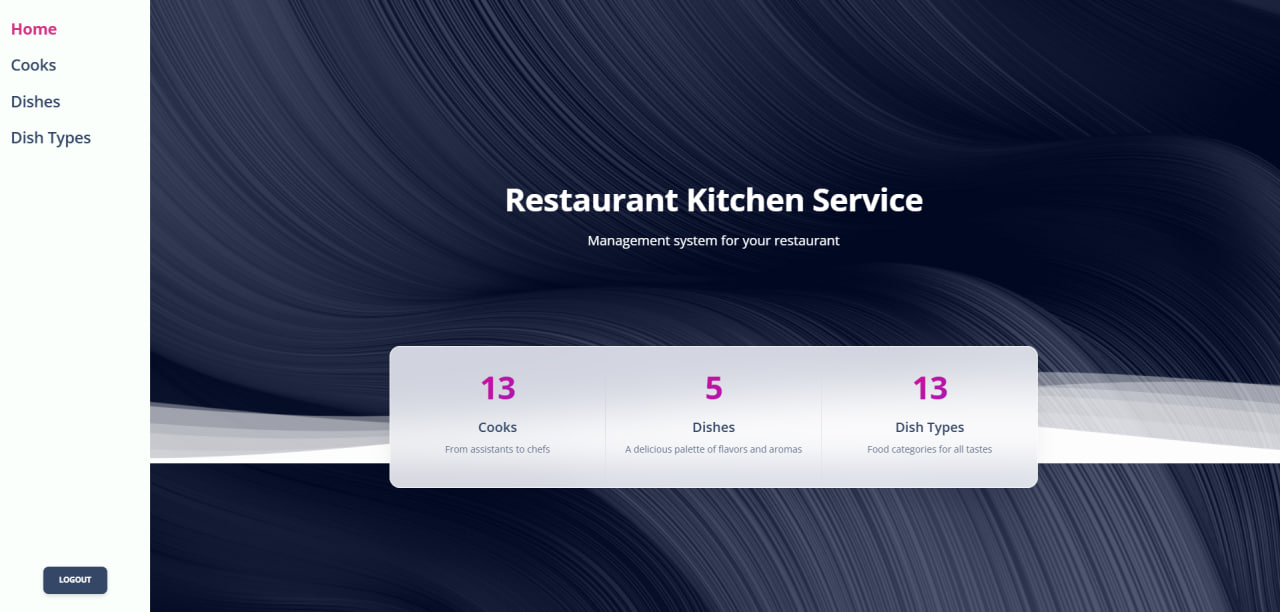 Home
Cooks
Dishes
Dish Types
LOGOUT
Restaurant Kitchen Service
Management system for your restaurant
13
Cooks
From assistants to chefs
5
Dishes
A delicious palette of flavors and aromas
13
Dish Types
Food categories for all tastes